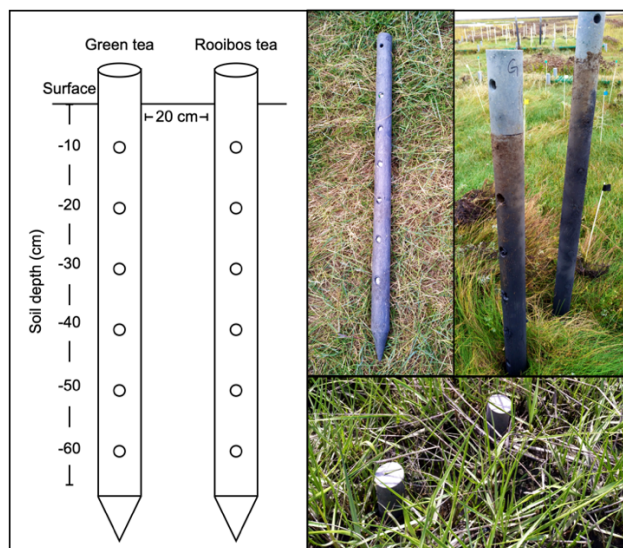 Green tea
Rooibos tea
Surface
20 cm
-10
-20
-30
-40
-50
-60
Soil depth (cm)
G